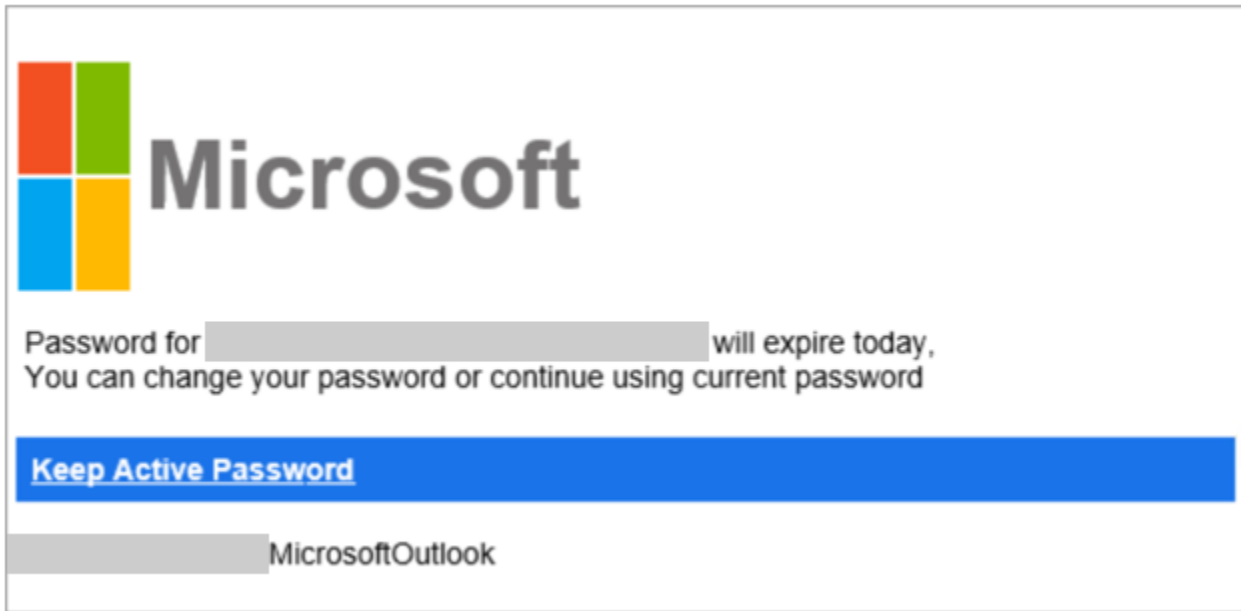 Microsoft
Password for will expire today,
You can change your password or continue using current password
Keep Active Password
MicrosoftOutlook